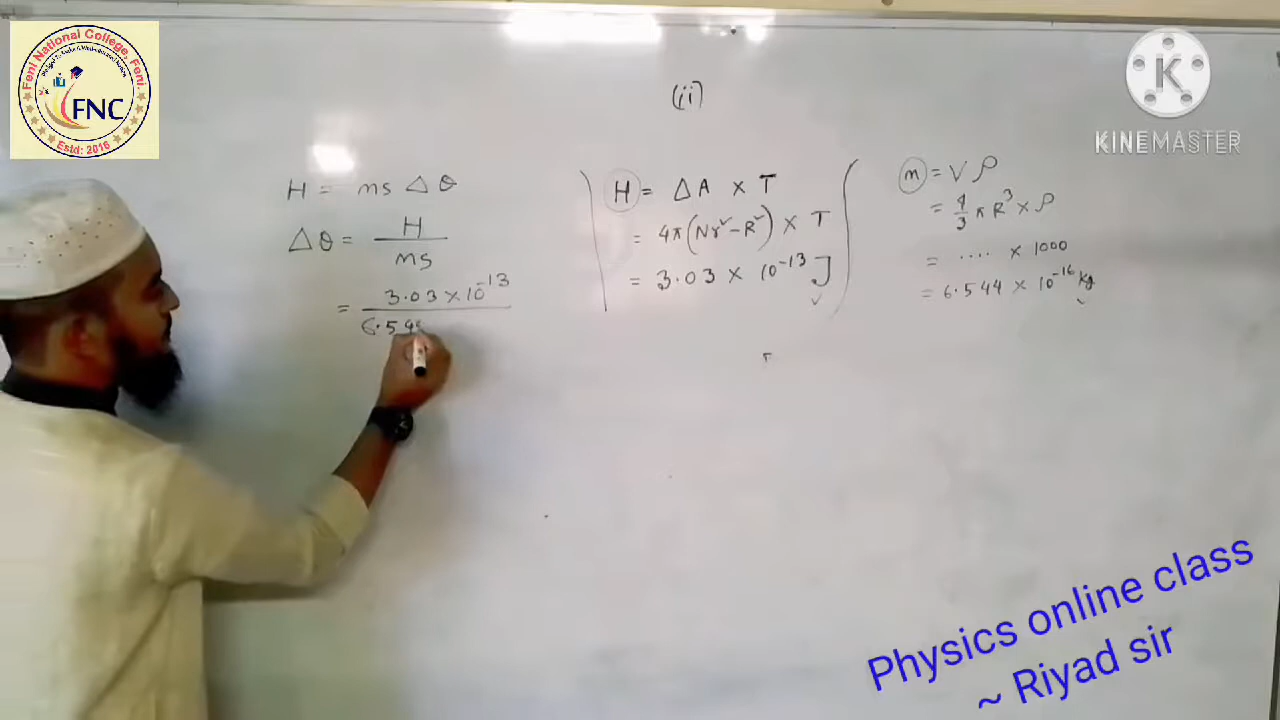 Feni National College, Feni.
FNC
Estd: 2016
KINEMASTER
(ii)
H = ms Δθ
Δθ = H / ms
= 3.03 × 10⁻¹³ / 6.54
H = ΔA × T
= 4π(Nr² − R²) × T
= 3.03 × 10⁻¹³ J
m = Vρ
= 4/3 πR³ × ρ
= .... × 1000
= 6.544 × 10⁻¹⁶ kg
Physics online class
~ Riyad sir